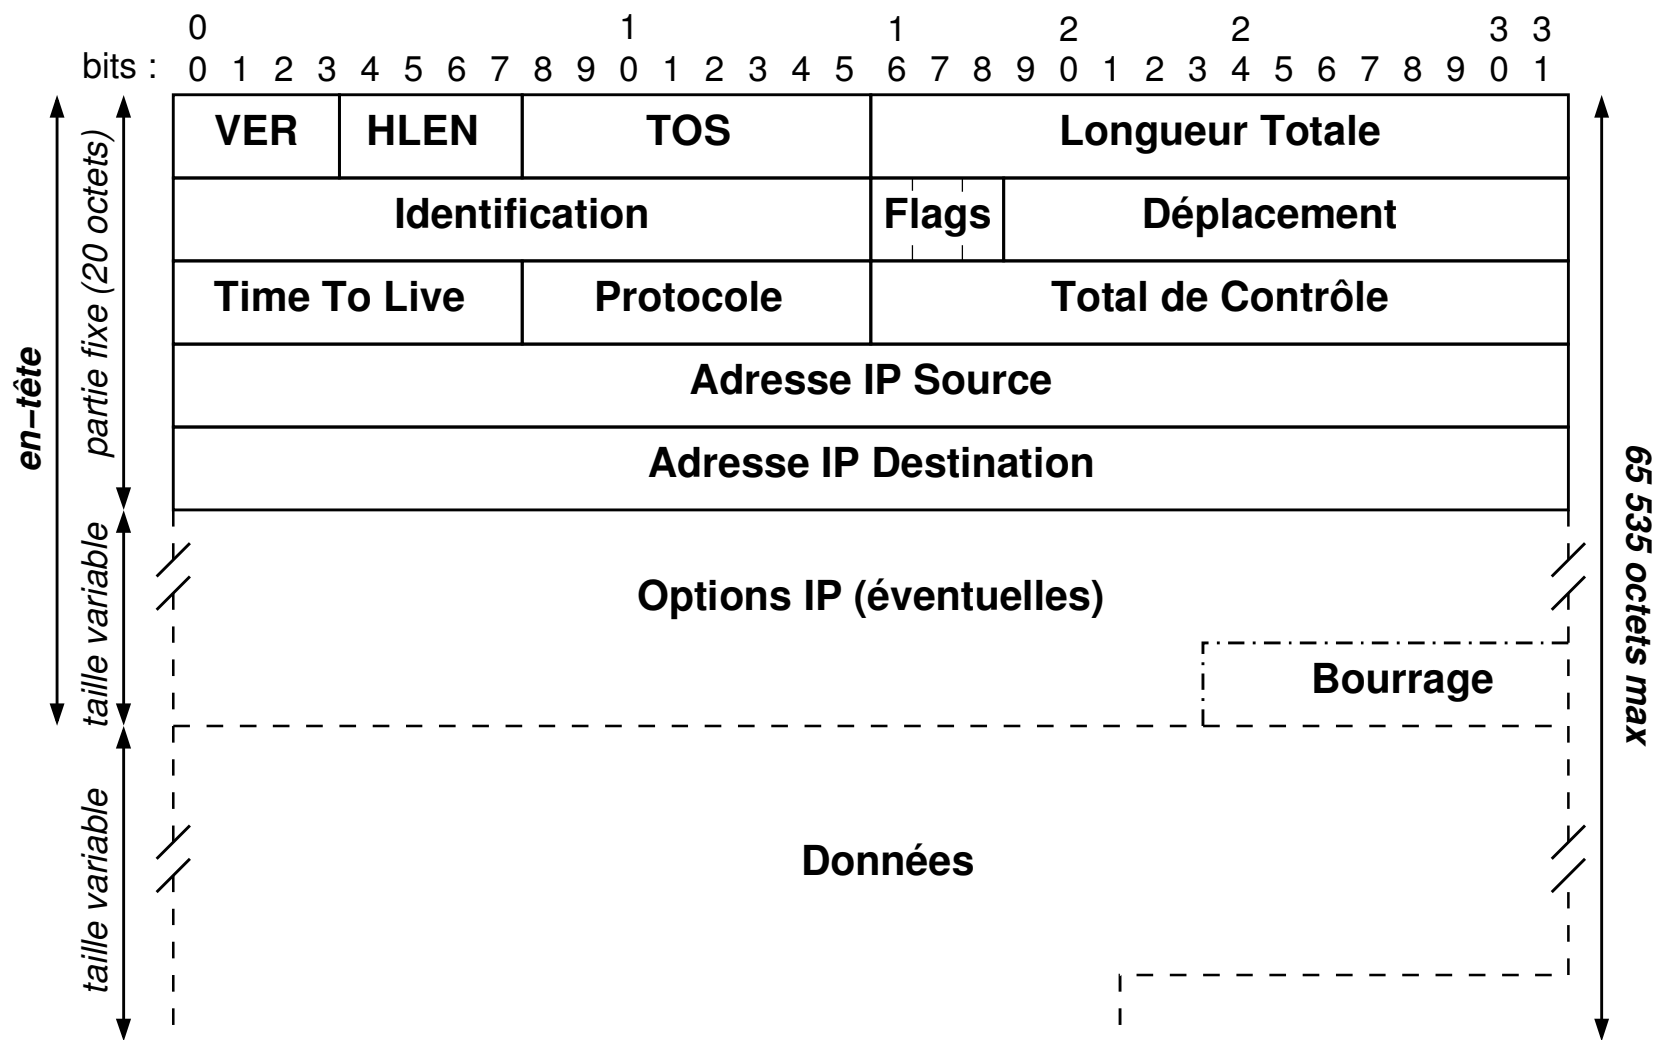 0 1 1 2 2 3 3
bits : 0 1 2 3 4 5 6 7 8 9 0 1 2 3 4 5 6 7 8 9 0 1 2 3 4 5 6 7 8 9 0 1
VER HLEN TOS Longueur Totale
Identification Flags Déplacement
Time To Live Protocole Total de Contrôle
Adresse IP Source
Adresse IP Destination
Options IP (éventuelles)
Bourrage
Données
en–tête
partie fixe (20 octets)
taille variable
taille variable
65 535 octets max